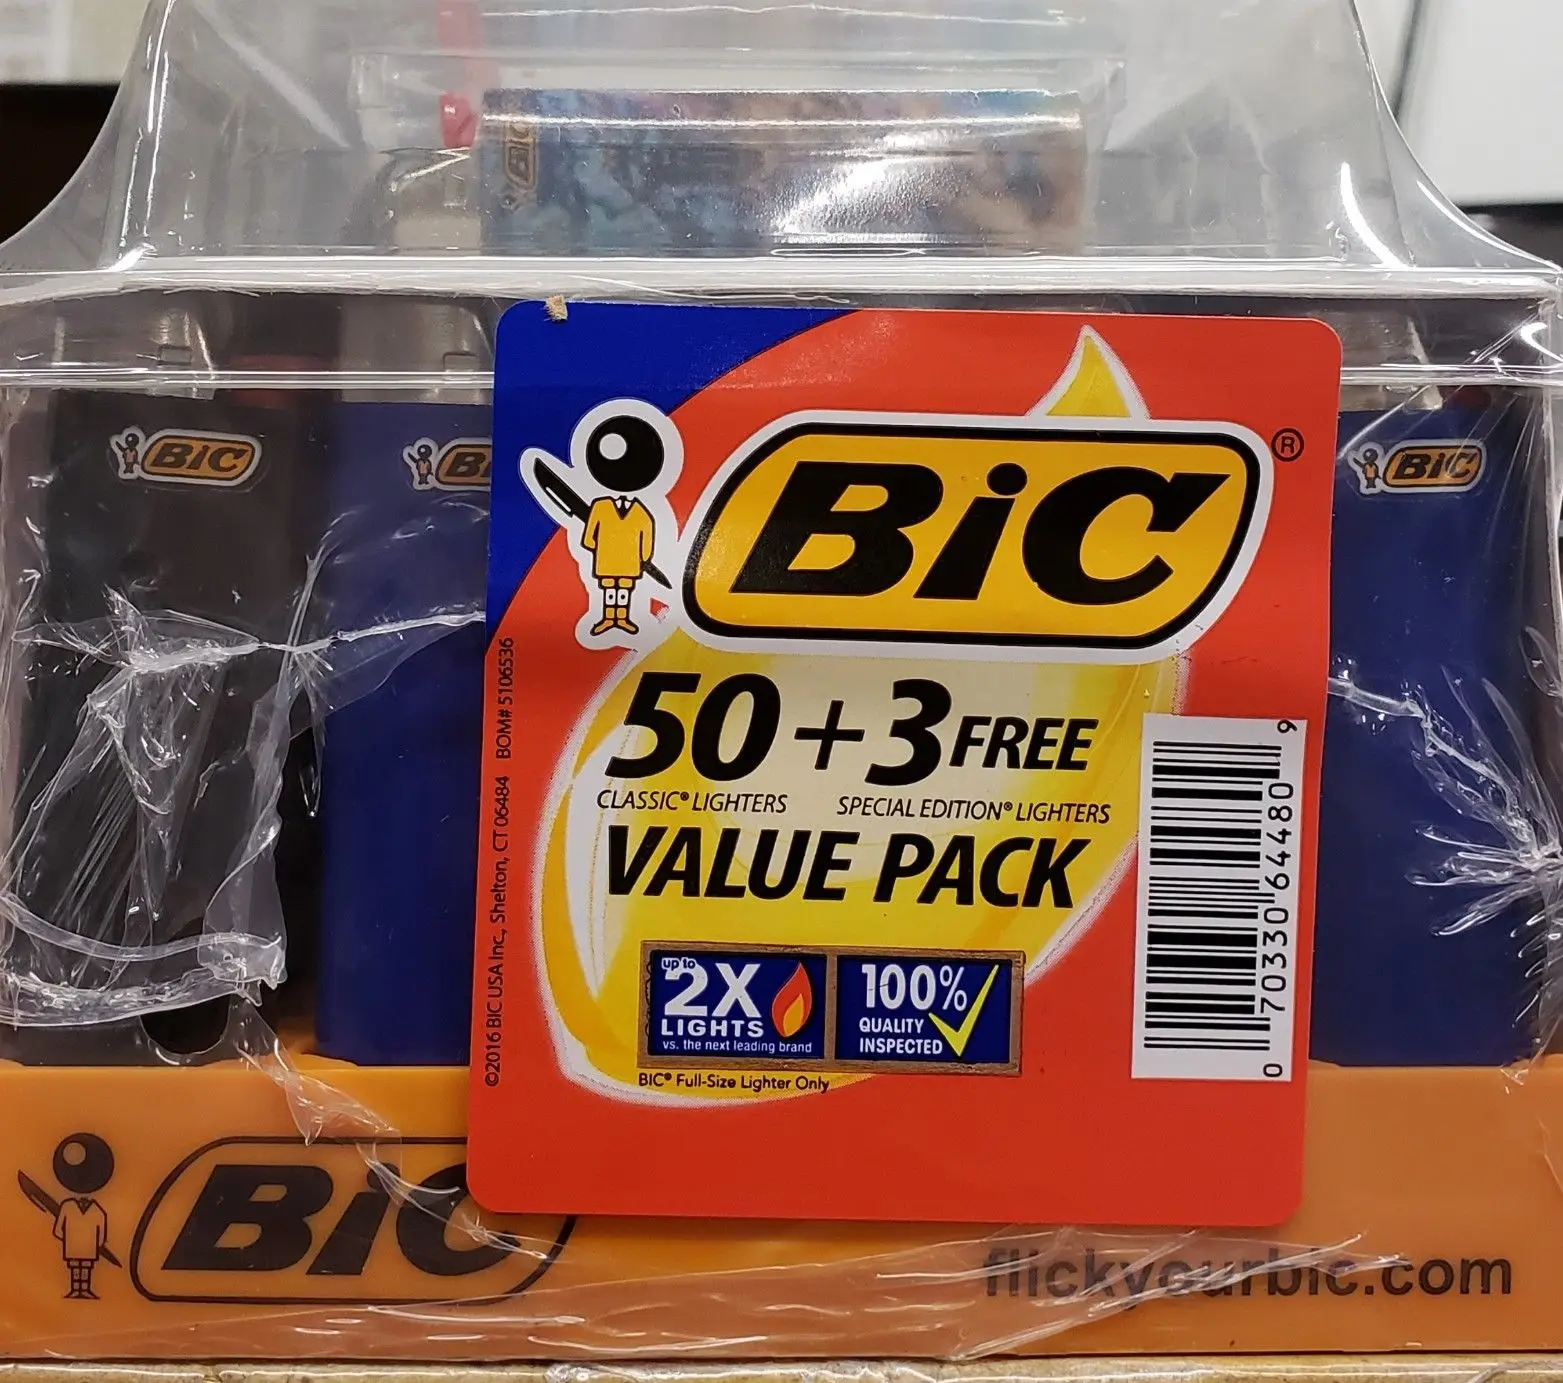 BIC
BIC
BIC
BIC
BIC®
50 + 3 FREE
CLASSIC® LIGHTERS SPECIAL EDITION® LIGHTERS
VALUE PACK
up to
2X
LIGHTS
vs. the next leading brand
100%
QUALITY
INSPECTED
BIC® Full-Size Lighter Only
©2016 BIC USA Inc., Shelton, CT 06484 BOM# 5106536
0 70330 64480 9
BIC
flickyourbic.com